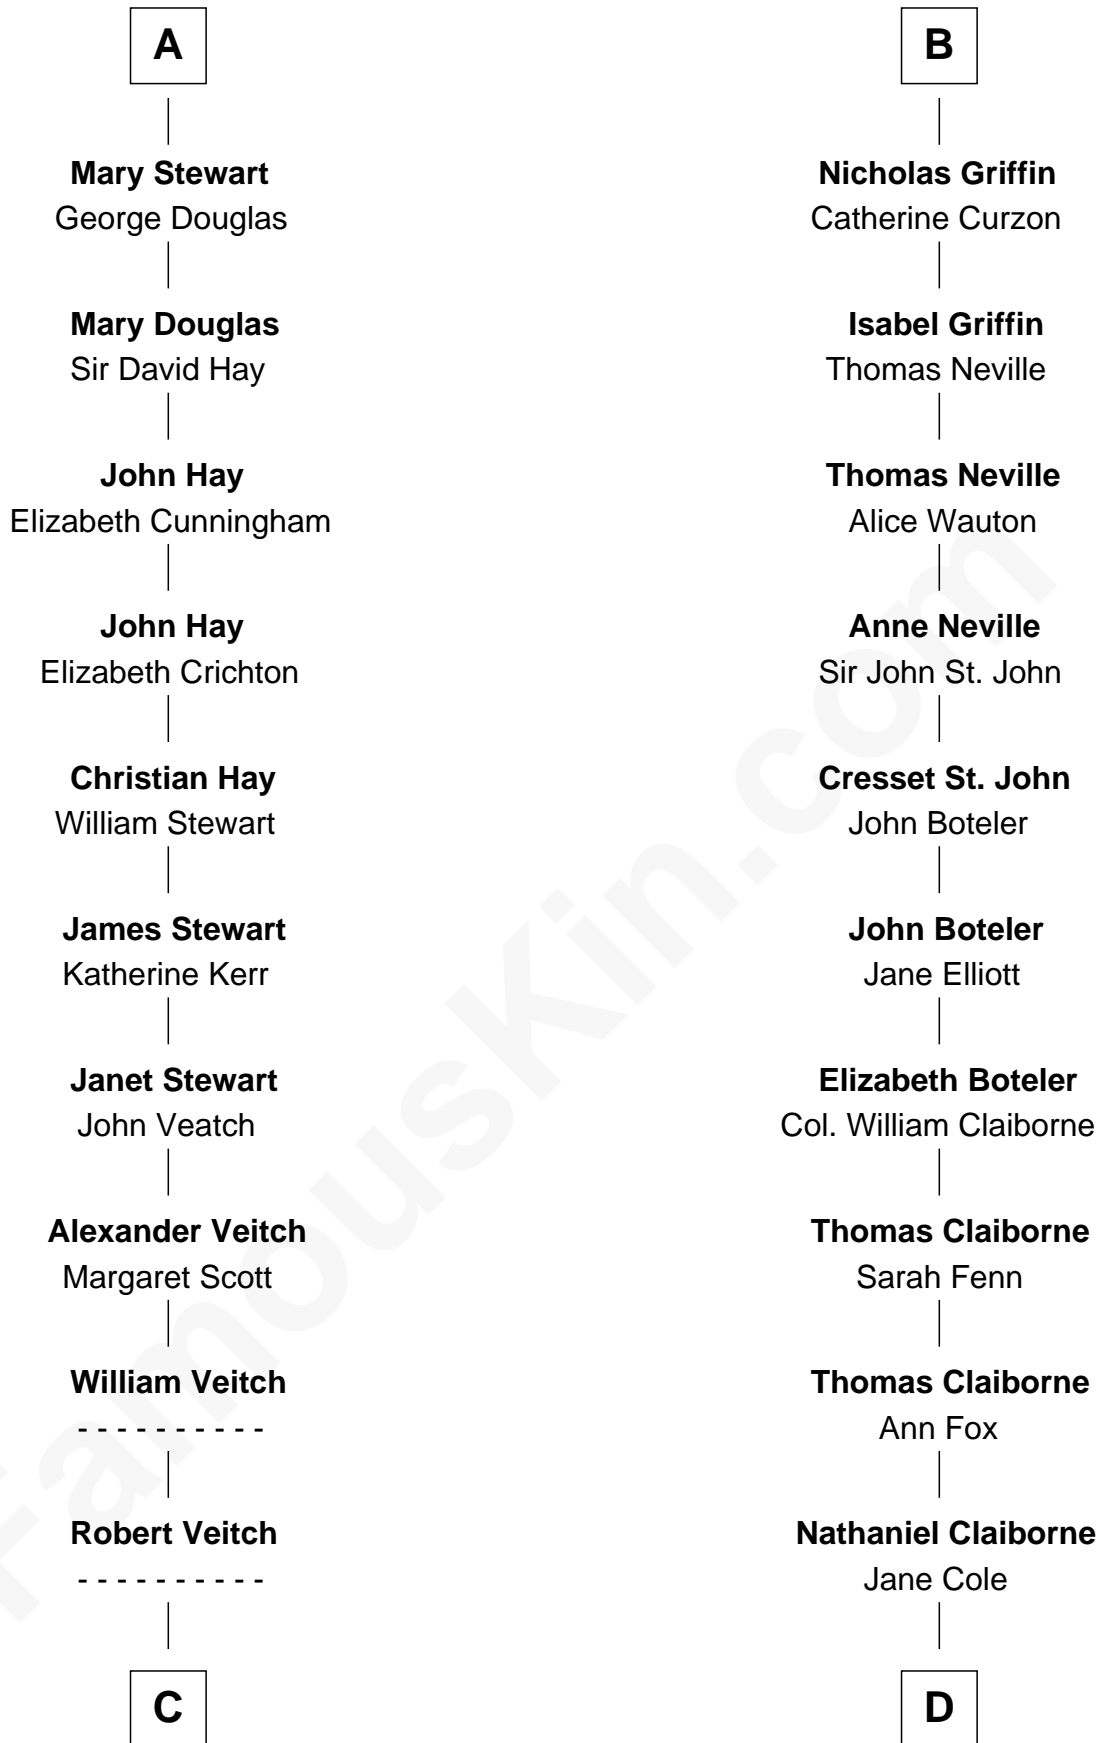 A
Mary Stewart
George Douglas
Mary Douglas
Sir David Hay
John Hay
Elizabeth Cunningham
John Hay
Elizabeth Crichton
Christian Hay
William Stewart
James Stewart
Katherine Kerr
Janet Stewart
John Veatch
Alexander Veitch
Margaret Scott
William Veitch
- - - - - - - - - -
Robert Veitch
- - - - - - - - - -
C
B
Nicholas Griffin
Catherine Curzon
Isabel Griffin
Thomas Neville
Thomas Neville
Alice Wauton
Anne Neville
Sir John St. John
Cresset St. John
John Boteler
John Boteler
Jane Elliott
Elizabeth Boteler
Col. William Claiborne
Thomas Claiborne
Sarah Fenn
Thomas Claiborne
Ann Fox
Nathaniel Claiborne
Jane Cole
D
FamousKin.com